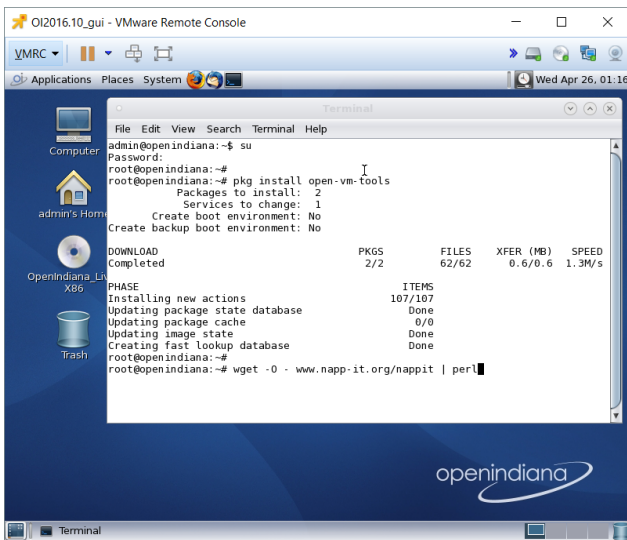 OI2016.10_gui - VMware Remote Console
VMRC
Applications Places System Wed Apr 26, 01:16
Terminal
File Edit View Search Terminal Help
Computer
admin's Home
OpenIndiana_Liv
X86
Trash
admin@openindiana:~$ su
Password:
root@openindiana:~#
root@openindiana:~# pkg install open-vm-tools
Packages to install: 2
Services to change: 1
Create boot environment: No
Create backup boot environment: No
DOWNLOAD PKGS FILES XFER (MB) SPEED
Completed 2/2 62/62 0.6/0.6 1.3M/s
PHASE ITEMS
Installing new actions 107/107
Updating package state database Done
Updating package cache 0/0
Updating image state Done
Creating fast lookup database Done
root@openindiana:~#
root@openindiana:~# wget -O - www.napp-it.org/nappit | perl
openindiana
Terminal